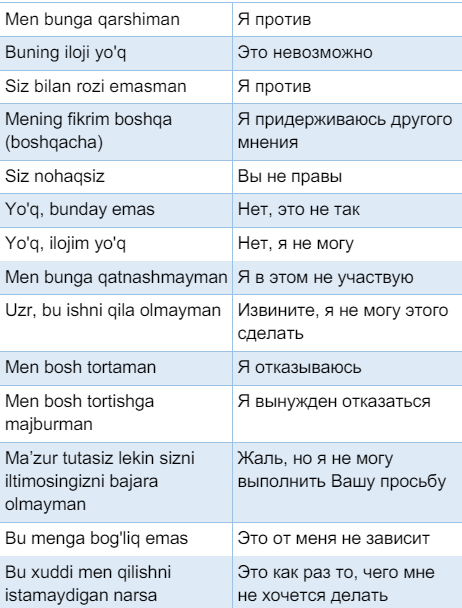 Men bunga qarshiman Я против
Buning iloji yo'q Это невозможно
Siz bilan rozi emasman Я против
Mening fikrim boshqa Я придерживаюсь другого
(boshqacha) мнения
Siz nohaqsiz Вы не правы
Yo'q, bunday emas Нет, это не так
Yo'q, ilojim yo'q Нет, я не могу
Men bunga qatnashmayman Я в этом не участвую
Uzr, bu ishni qila olmayman Извините, я не могу этого
сделать
Men bosh tortaman Я отказываюсь
Men bosh tortishga Я вынужден отказаться
majburman
Ma’zur tutasiz lekin sizni Жаль, но я не могу
iltimosingizni bajara выполнить Вашу просьбу
olmayman
Bu menga bog'liq emas Это от меня не зависит
Bu xuddi men qilishni Это как раз то, чего мне
istamaydigan narsa не хочется делать